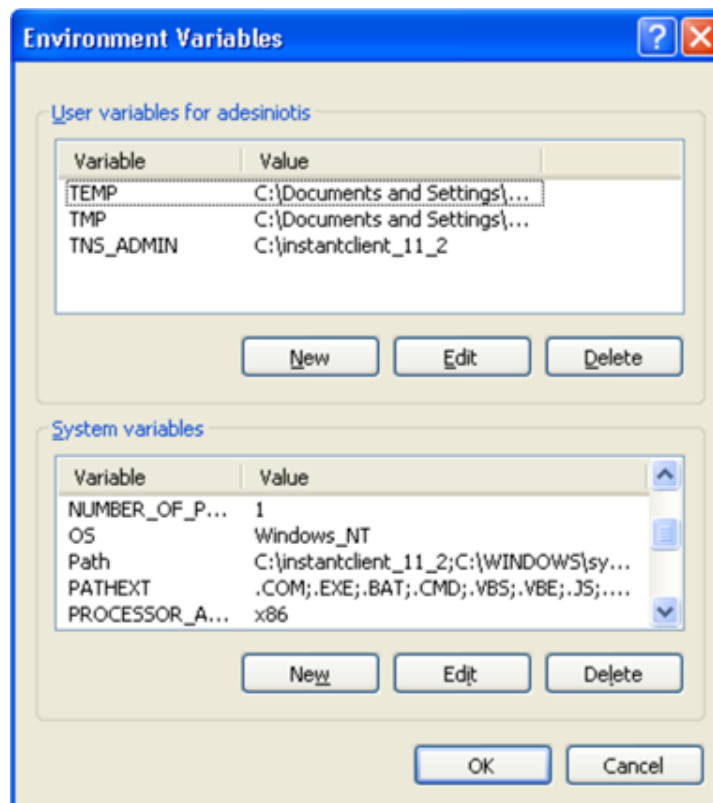 Environment Variables
User variables for adesiniotis
Variable Value
TEMP C:\Documents and Settings\...
TMP C:\Documents and Settings\...
TNS_ADMIN C:\instantclient_11_2
New Edit Delete
System variables
Variable Value
NUMBER_OF_P... 1
OS Windows_NT
Path C:\instantclient_11_2;C:\WINDOWS\sy...
PATHEXT .COM;.EXE;.BAT;.CMD;.VBS;.VBE;.JS;....
PROCESSOR_A... x86
New Edit Delete
OK Cancel